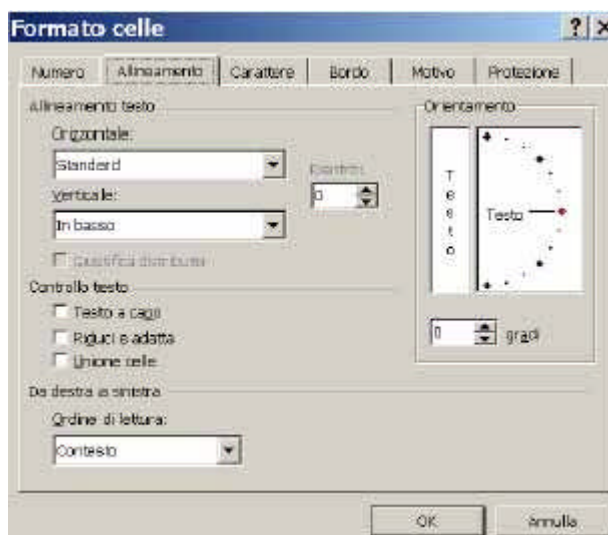 Formato celle
Numero Allineamento Carattere Bordo Motivo Protezione
Allineamento testo
Orizzontale:
Standard
Rientro:
0
Verticale:
In basso
Giustifica distribuito
Controllo testo
Testo a capo
Riduci e adatta
Unione celle
Da destra a sinistra
Ordine di lettura:
Contesto
Orientamento
Testo
Testo
0 gradi
OK Annulla